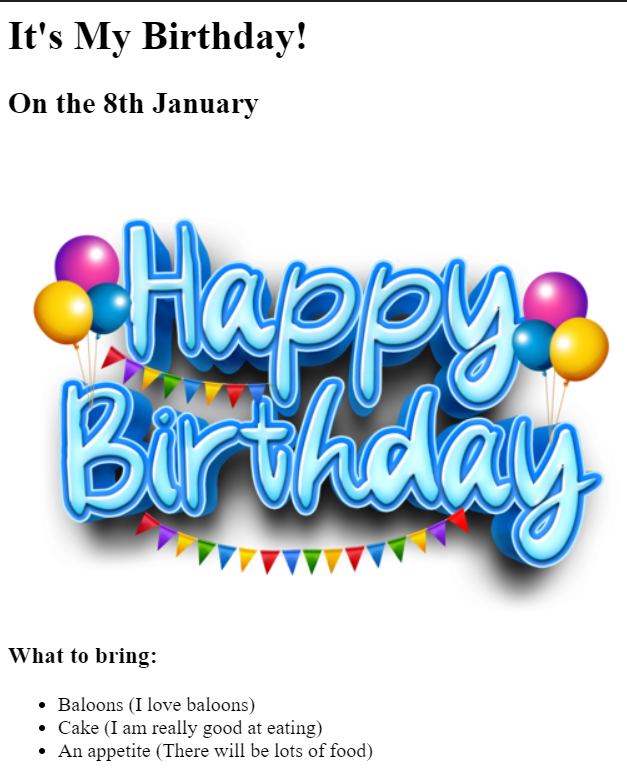 It's My Birthday!
On the 8th January
Happy
Birthday
What to bring:
Baloons (I love baloons)
Cake (I am really good at eating)
An appetite (There will be lots of food)